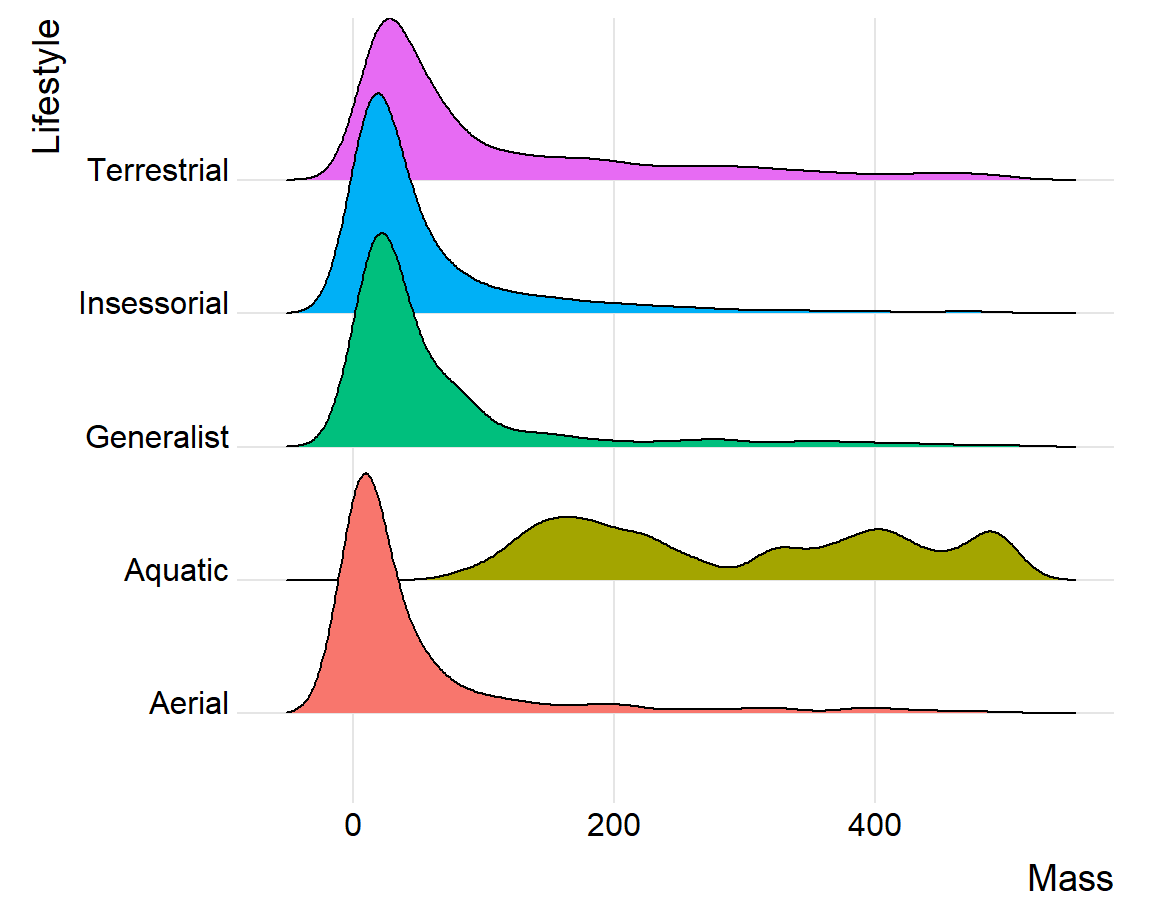 Lifestyle
Terrestrial
Insessorial
Generalist
Aquatic
Aerial
0 200 400
Mass